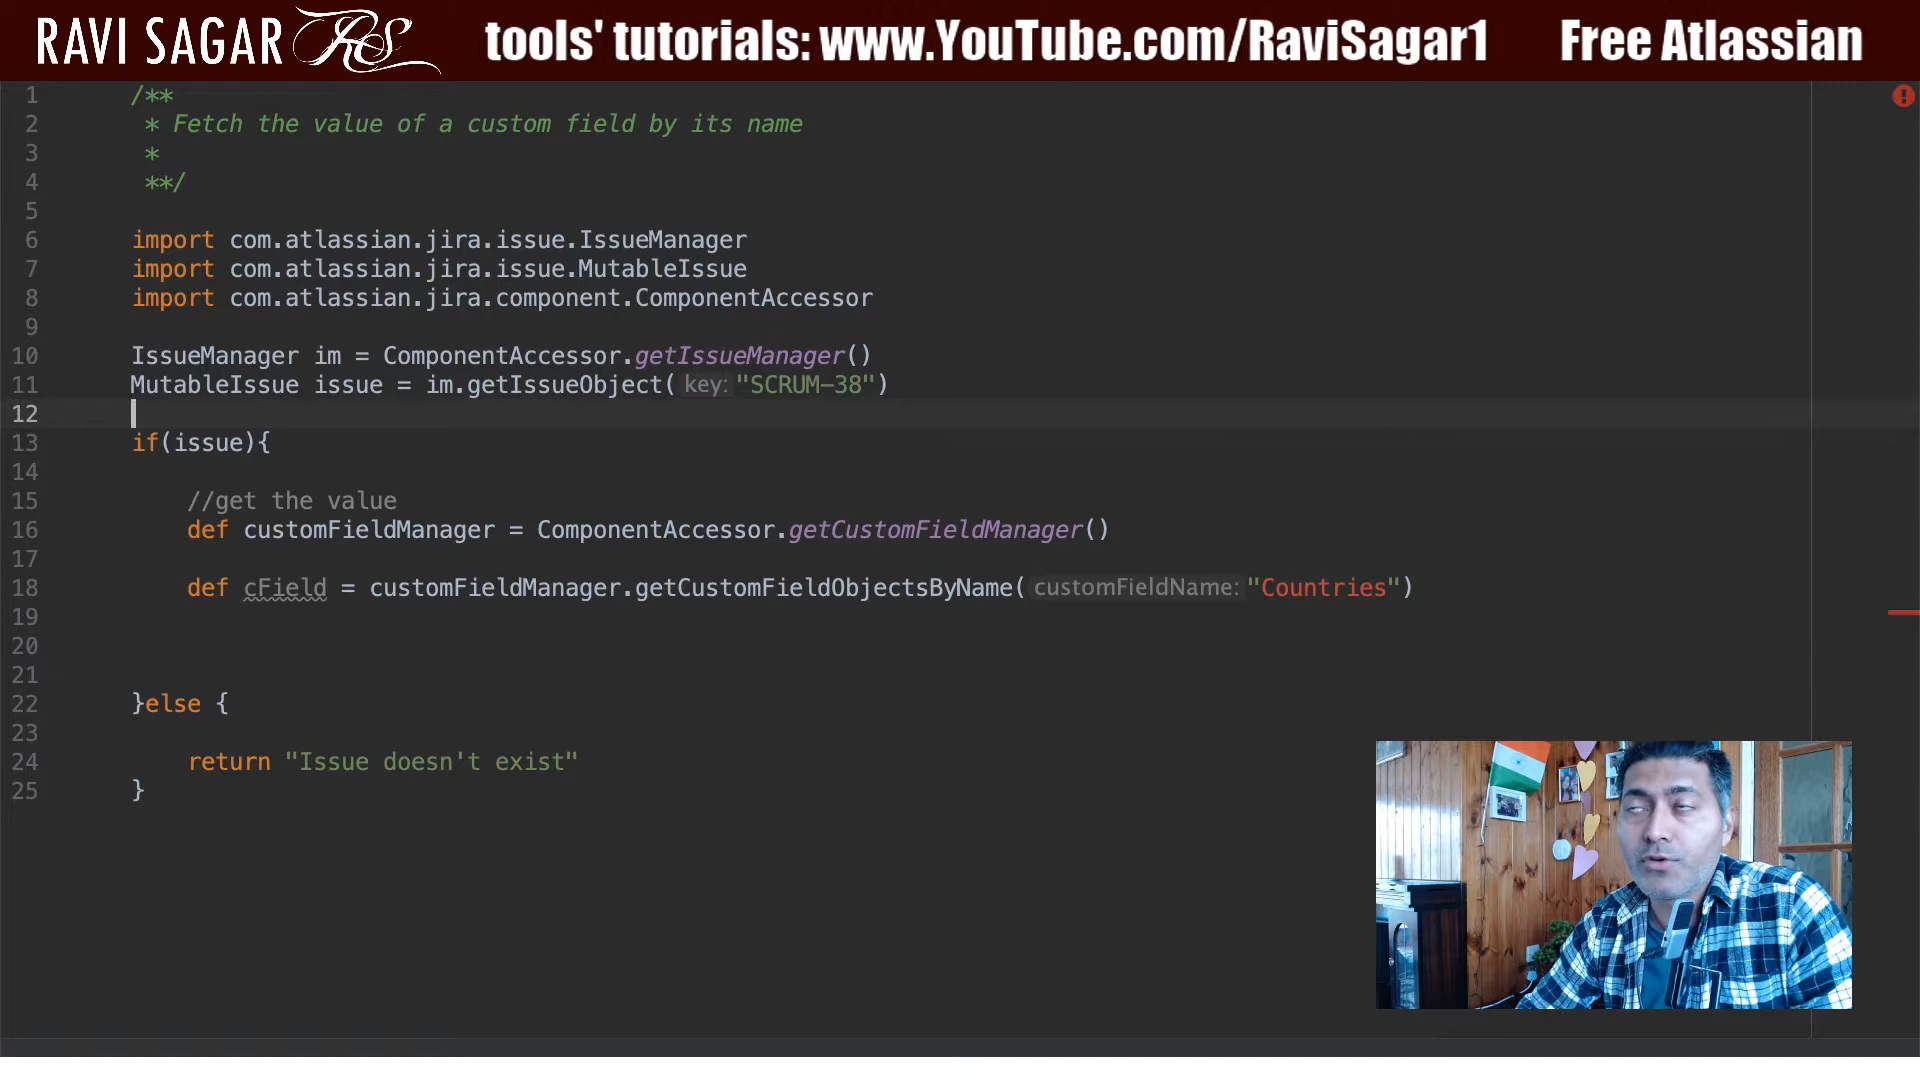 RAVI SAGAR RS tools' tutorials: www.YouTube.com/RaviSagar1 Free Atlassian
1 /**
2 * Fetch the value of a custom field by its name
3 *
4 **/
5
6 import com.atlassian.jira.issue.IssueManager
7 import com.atlassian.jira.issue.MutableIssue
8 import com.atlassian.jira.component.ComponentAccessor
9
10 IssueManager im = ComponentAccessor.getIssueManager()
11 MutableIssue issue = im.getIssueObject( key: "SCRUM-38")
12
13 if(issue){
14
15 //get the value
16 def customFieldManager = ComponentAccessor.getCustomFieldManager()
17
18 def cField = customFieldManager.getCustomFieldObjectsByName( customFieldName: "Countries")
19
20
21
22 }else {
23
24 return "Issue doesn't exist"
25 }